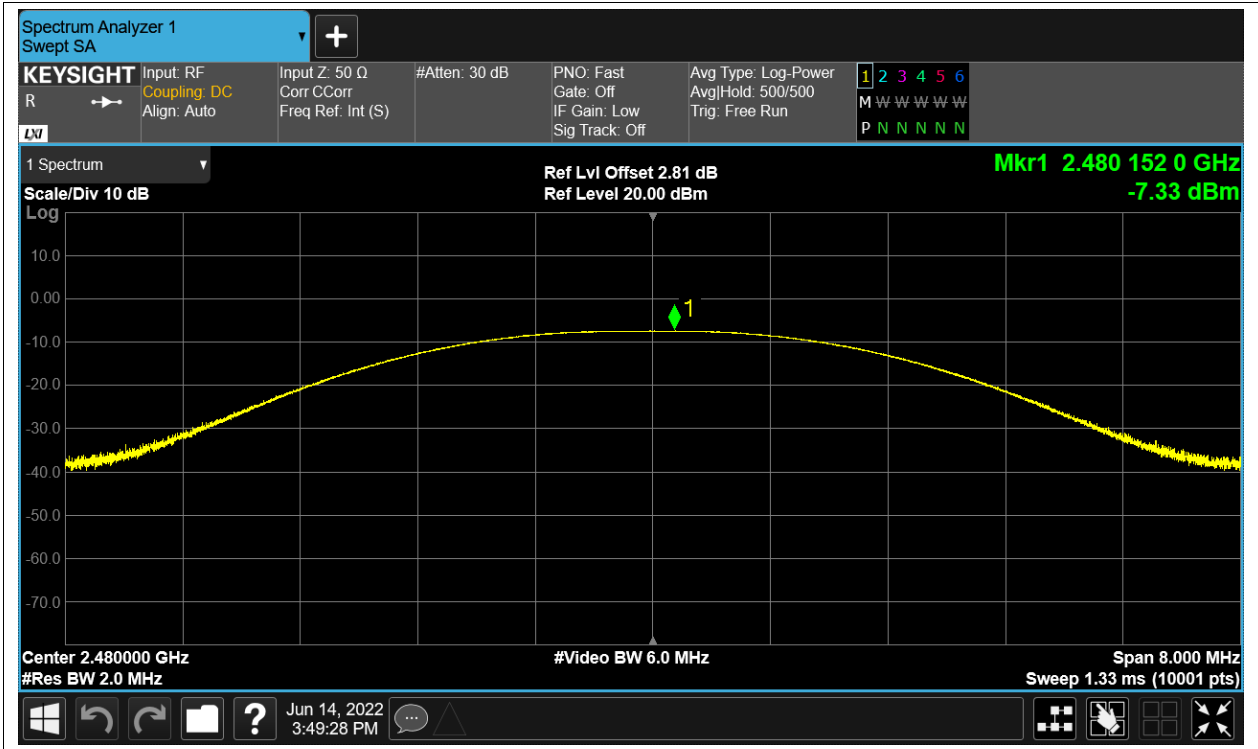 Spectrum Analyzer 1
Swept SA
KEYSIGHT
R
LXI
Input: RF
Coupling: DC
Align: Auto
Input Z: 50 Ω
Corr CCorr
Freq Ref: Int (S)
#Atten: 30 dB
PNO: Fast
Gate: Off
IF Gain: Low
Sig Track: Off
Avg Type: Log-Power
Avg|Hold: 500/500
Trig: Free Run
1 2 3 4 5 6
M W W W W W
P N N N N N
1 Spectrum
Scale/Div 10 dB
Log
Ref Lvl Offset 2.81 dB
Ref Level 20.00 dBm
Mkr1 2.480 152 0 GHz
-7.33 dBm
10.0
0.00
1
-10.0
-20.0
-30.0
-40.0
-50.0
-60.0
-70.0
Center 2.480000 GHz
#Video BW 6.0 MHz
Span 8.000 MHz
#Res BW 2.0 MHz
Sweep 1.33 ms (10001 pts)
?
Jun 14, 2022
3:49:28 PM